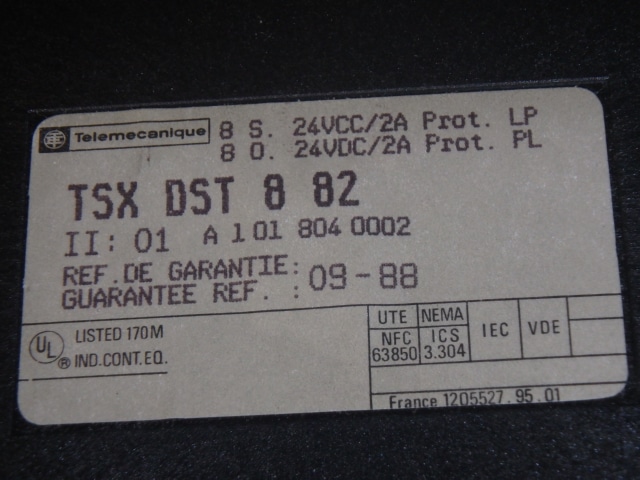 Telemecanique 8 S. 24VCC/2A Prot. LP
8 O. 24VDC/2A Prot. PL
TSX DST 8 82
II: 01 A 1 01 804 0002
REF.DE GARANTIE: 09-88
GUARANTEE REF. :
UL ® LISTED 170M
IND.CONT.EQ.
UTE NEMA IEC VDE
NFC ICS
63850 3.304
France 1205527.95.01